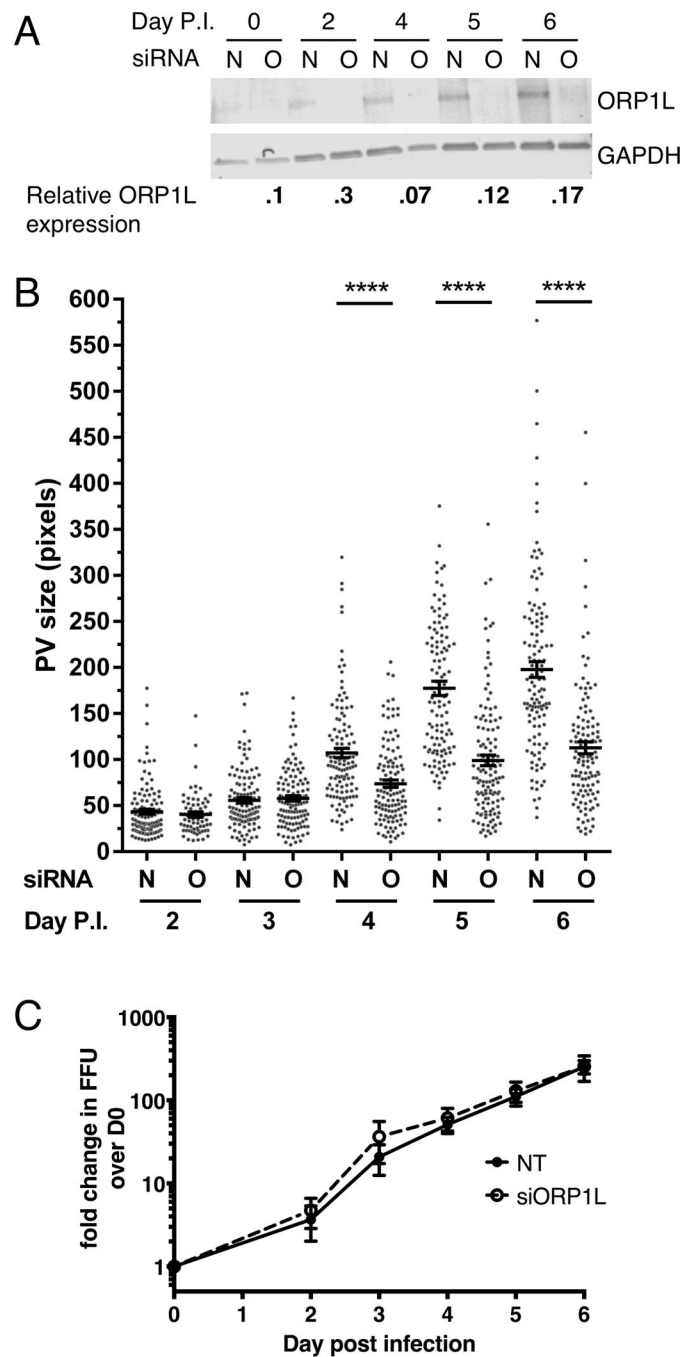 A
Day P.I. 0 2 4 5 6
siRNA N O N O N O N O N O
ORP1L
GAPDH
Relative ORP1L .1 .3 .07 .12 .17
expression
B
**** **** ****
600
550
500
450
400
350
300
250
200
150
100
50
0
PV size (pixels)
siRNA N O N O N O N O N O
Day P.I. 2 3 4 5 6
C
1000
100
10
1
fold change in FFU
over D0
NT
siORP1L
0 1 2 3 4 5 6
Day post infection